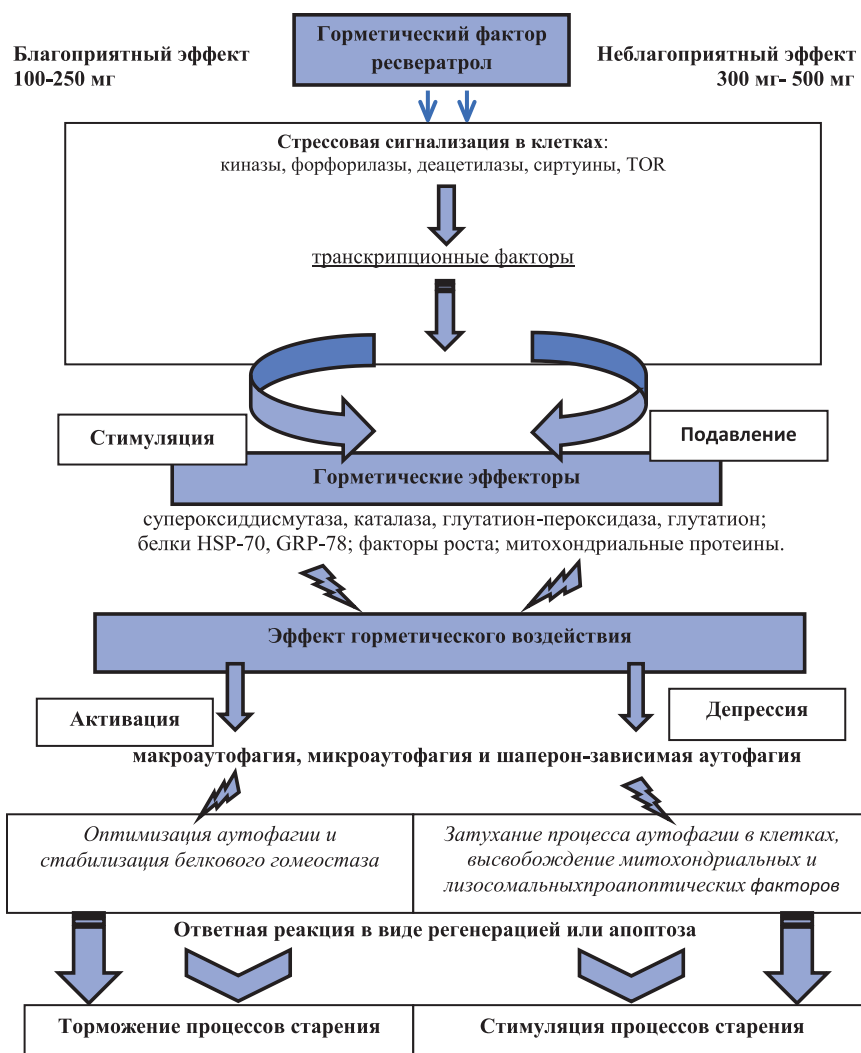 Благоприятный эффект
100-250 мг
Горметический фактор
ресвератрол
Неблагоприятный эффект
300 мг- 500 мг
Стрессовая сигнализация в клетках:
киназы, форфорилазы, деацетилазы, сиртуины, TOR
транскрипционные факторы
Стимуляция
Подавление
Горметические эффекторы
супероксиддисмутаза, каталаза, глутатион-пероксидаза, глутатион;
белки HSP-70, GRP-78; факторы роста; митохондриальные протеины.
Эффект горметического воздействия
Активация
Депрессия
макроаутофагия, микроаутофагия и шаперон-зависимая аутофагия
Оптимизация аутофагии и
стабилизация белкового гомеостаза
Затухание процесса аутофагии в клетках,
высвобождение митохондриальных и
лизосомальныхпроапоптических факторов
Ответная реакция в виде регенерацией или апоптоза
Торможение процессов старения
Стимуляция процессов старения